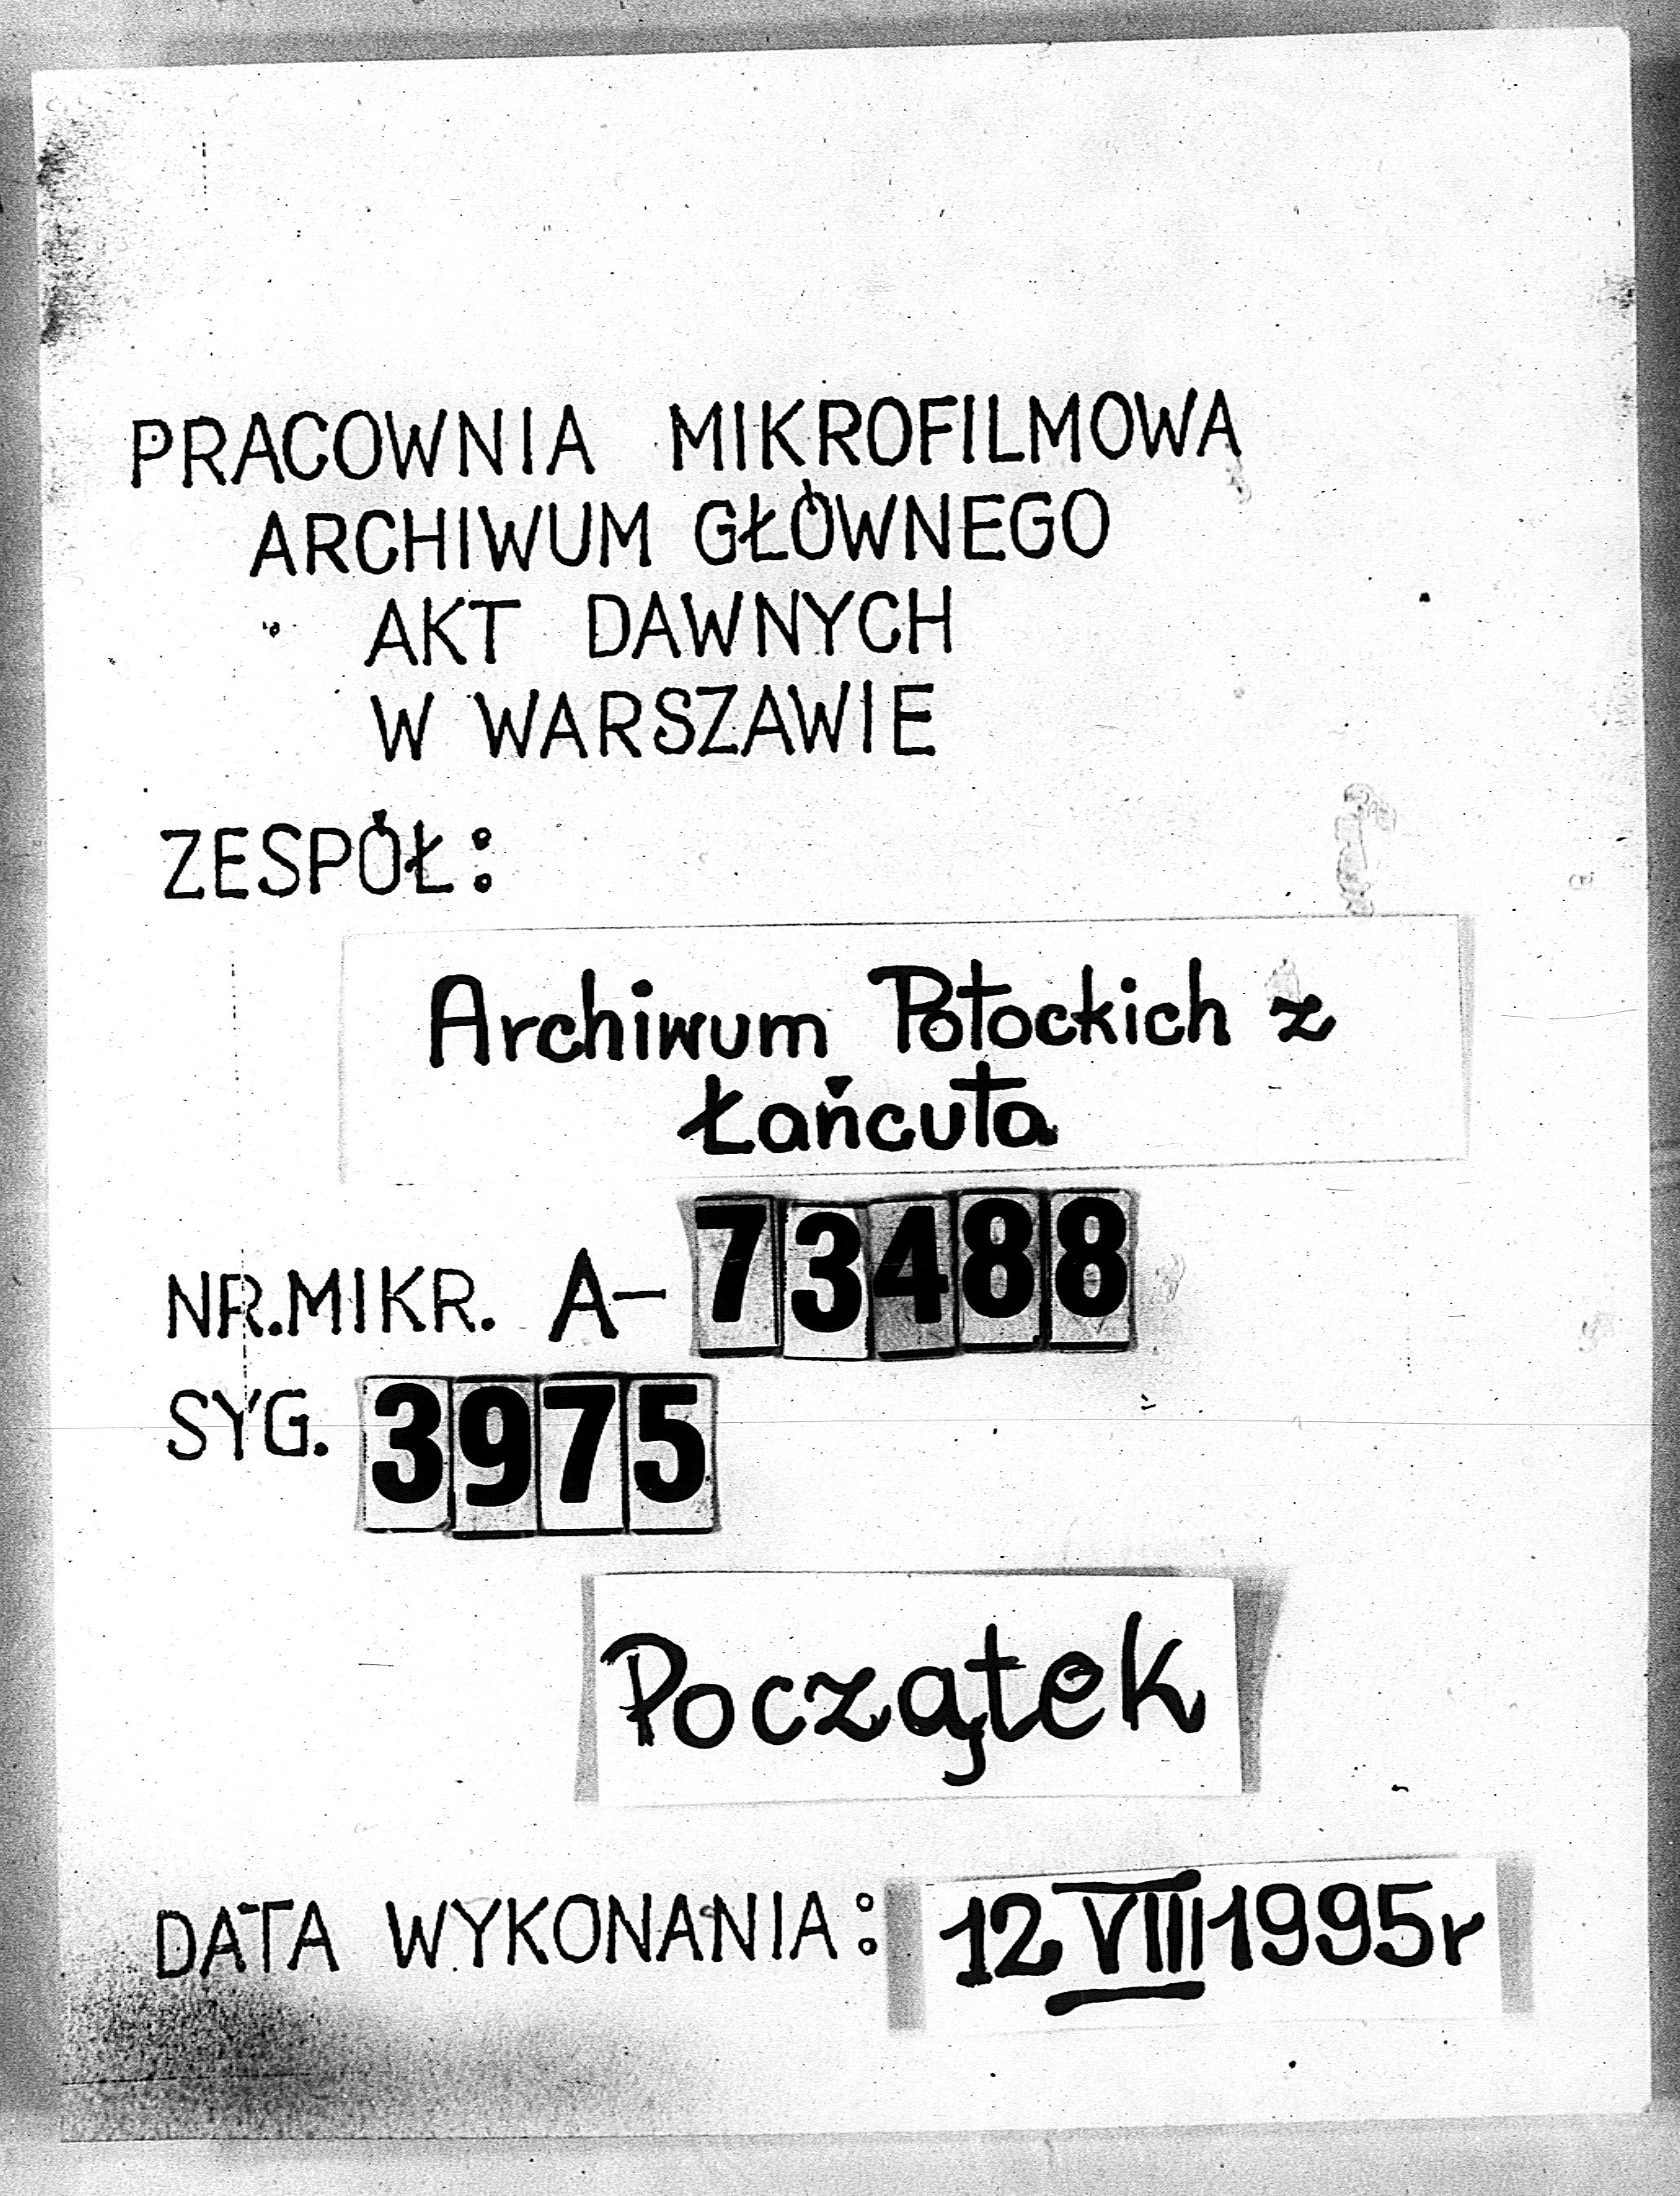 PRACOWNIA MIKROFILMOWA
ARCHIWUM GŁÓWNEGO
AKT DAWNYCH
W WARSZAWIE
ZESPÓŁ:
Archiwum Potockich z
Łańcuta
NR.MIKR. A-73488
SYG. 3975
Początek
DATA WYKONANIA: 12 VIII 1995r